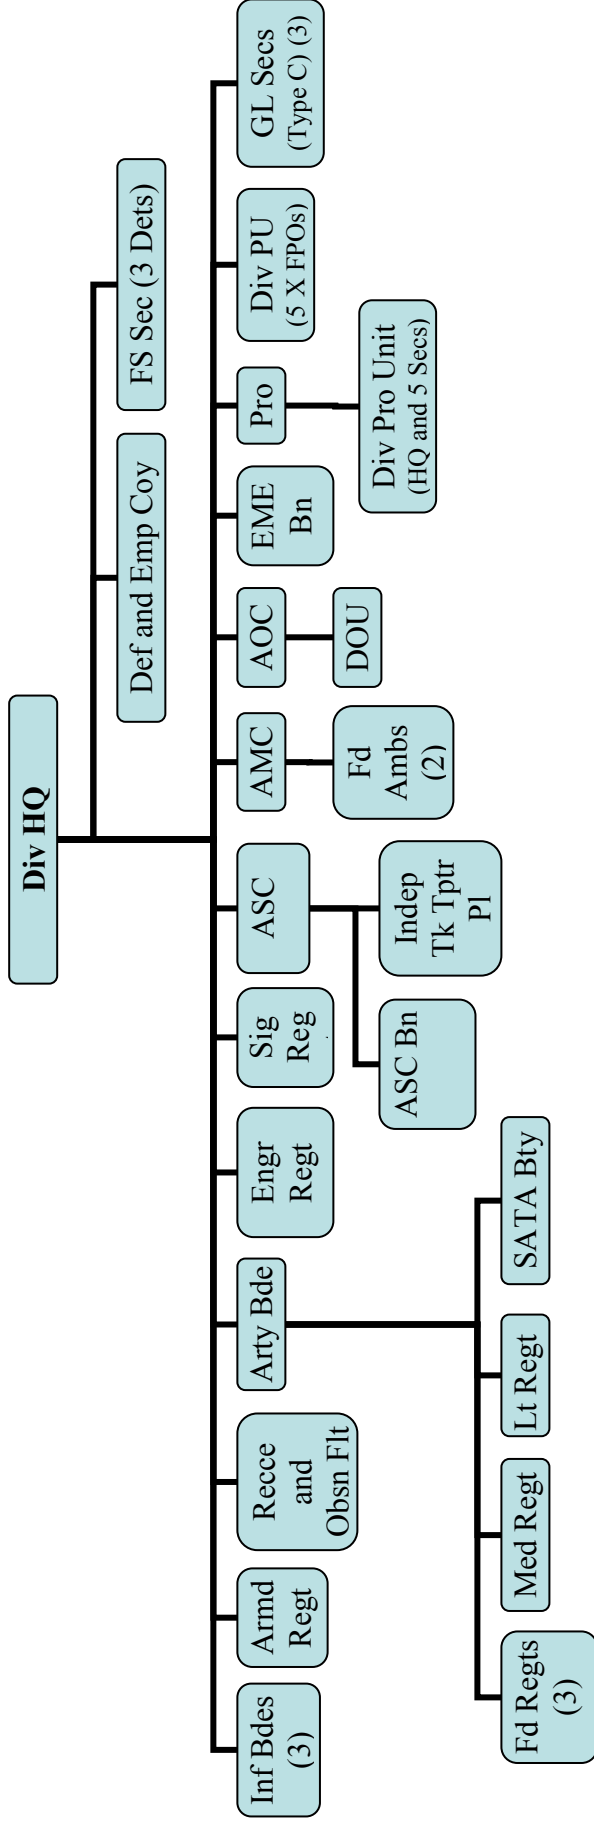 Div HQ
Def and Emp Coy
FS Sec (3 Dets)
Inf Bdes
(3)
Armd
Regt
Recce
and
Obsn Flt
Arty Bde
Engr
Regt
Sig
Reg
.
ASC
AMC
AOC
EME
Bn
Pro
Div PU
(5 X FPOs)
GL Secs
(Type C) (3)
Fd
Ambs
(2)
DOU
Div Pro Unit
(HQ and 5 Secs)
ASC Bn
Indep
Tk Tptr
Pl
Fd Regts
(3)
Med Regt
Lt Regt
SATA Bty